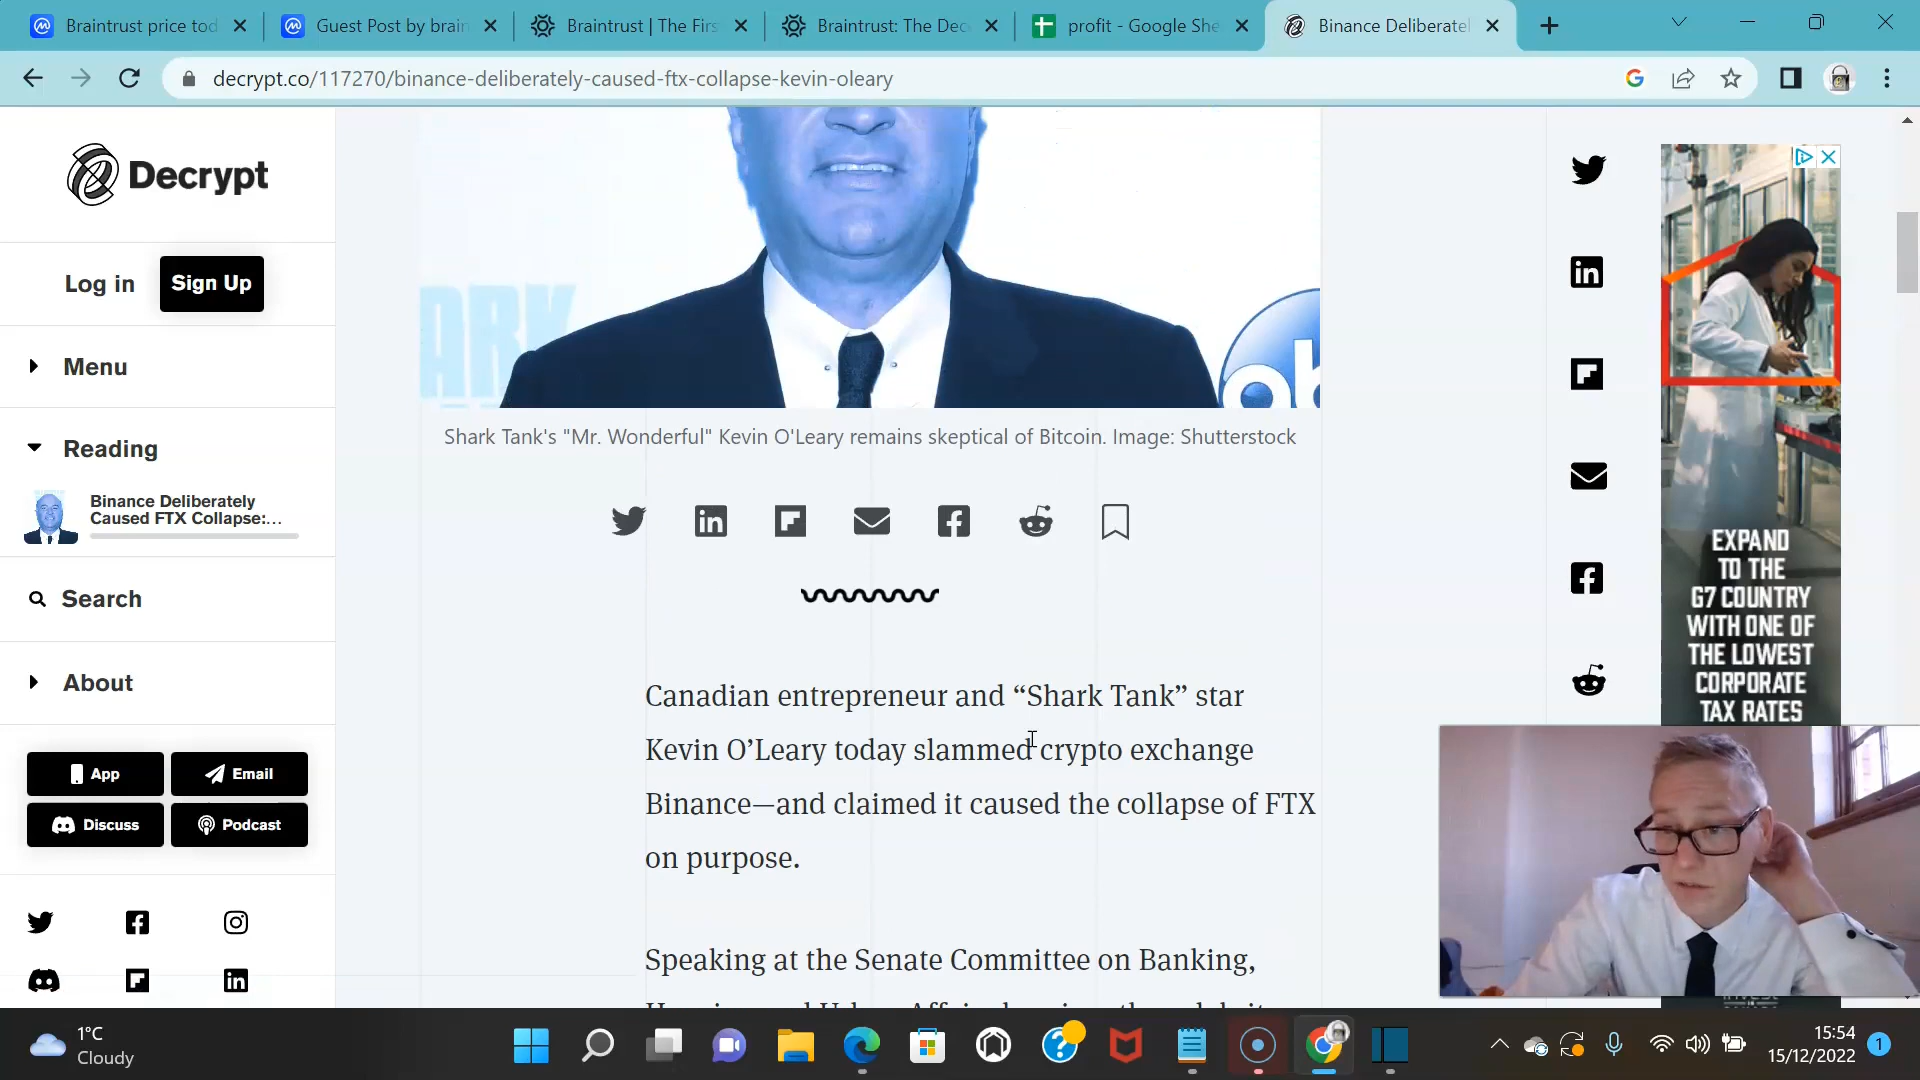 Braintrust price tod
Guest Post by brain
Braintrust | The Firs
Braintrust: The Dec
profit - Google She
Binance Deliberatel
decrypt.co/117270/binance-deliberately-caused-ftx-collapse-kevin-oleary
Decrypt
Log in
Sign Up
Menu
Reading
Binance Deliberately
Caused FTX Collapse:...
Search
About
App
Email
Discuss
Podcast
ARK
ab
Shark Tank's "Mr. Wonderful" Kevin O'Leary remains skeptical of Bitcoin. Image: Shutterstock
Canadian entrepreneur and “Shark Tank” star
Kevin O’Leary today slammed crypto exchange
Binance—and claimed it caused the collapse of FTX
on purpose.
Speaking at the Senate Committee on Banking,
EXPAND
TO THE
G7 COUNTRY
WITH ONE OF
THE LOWEST
CORPORATE
TAX RATES
1°C
Cloudy
15:54
15/12/2022
1